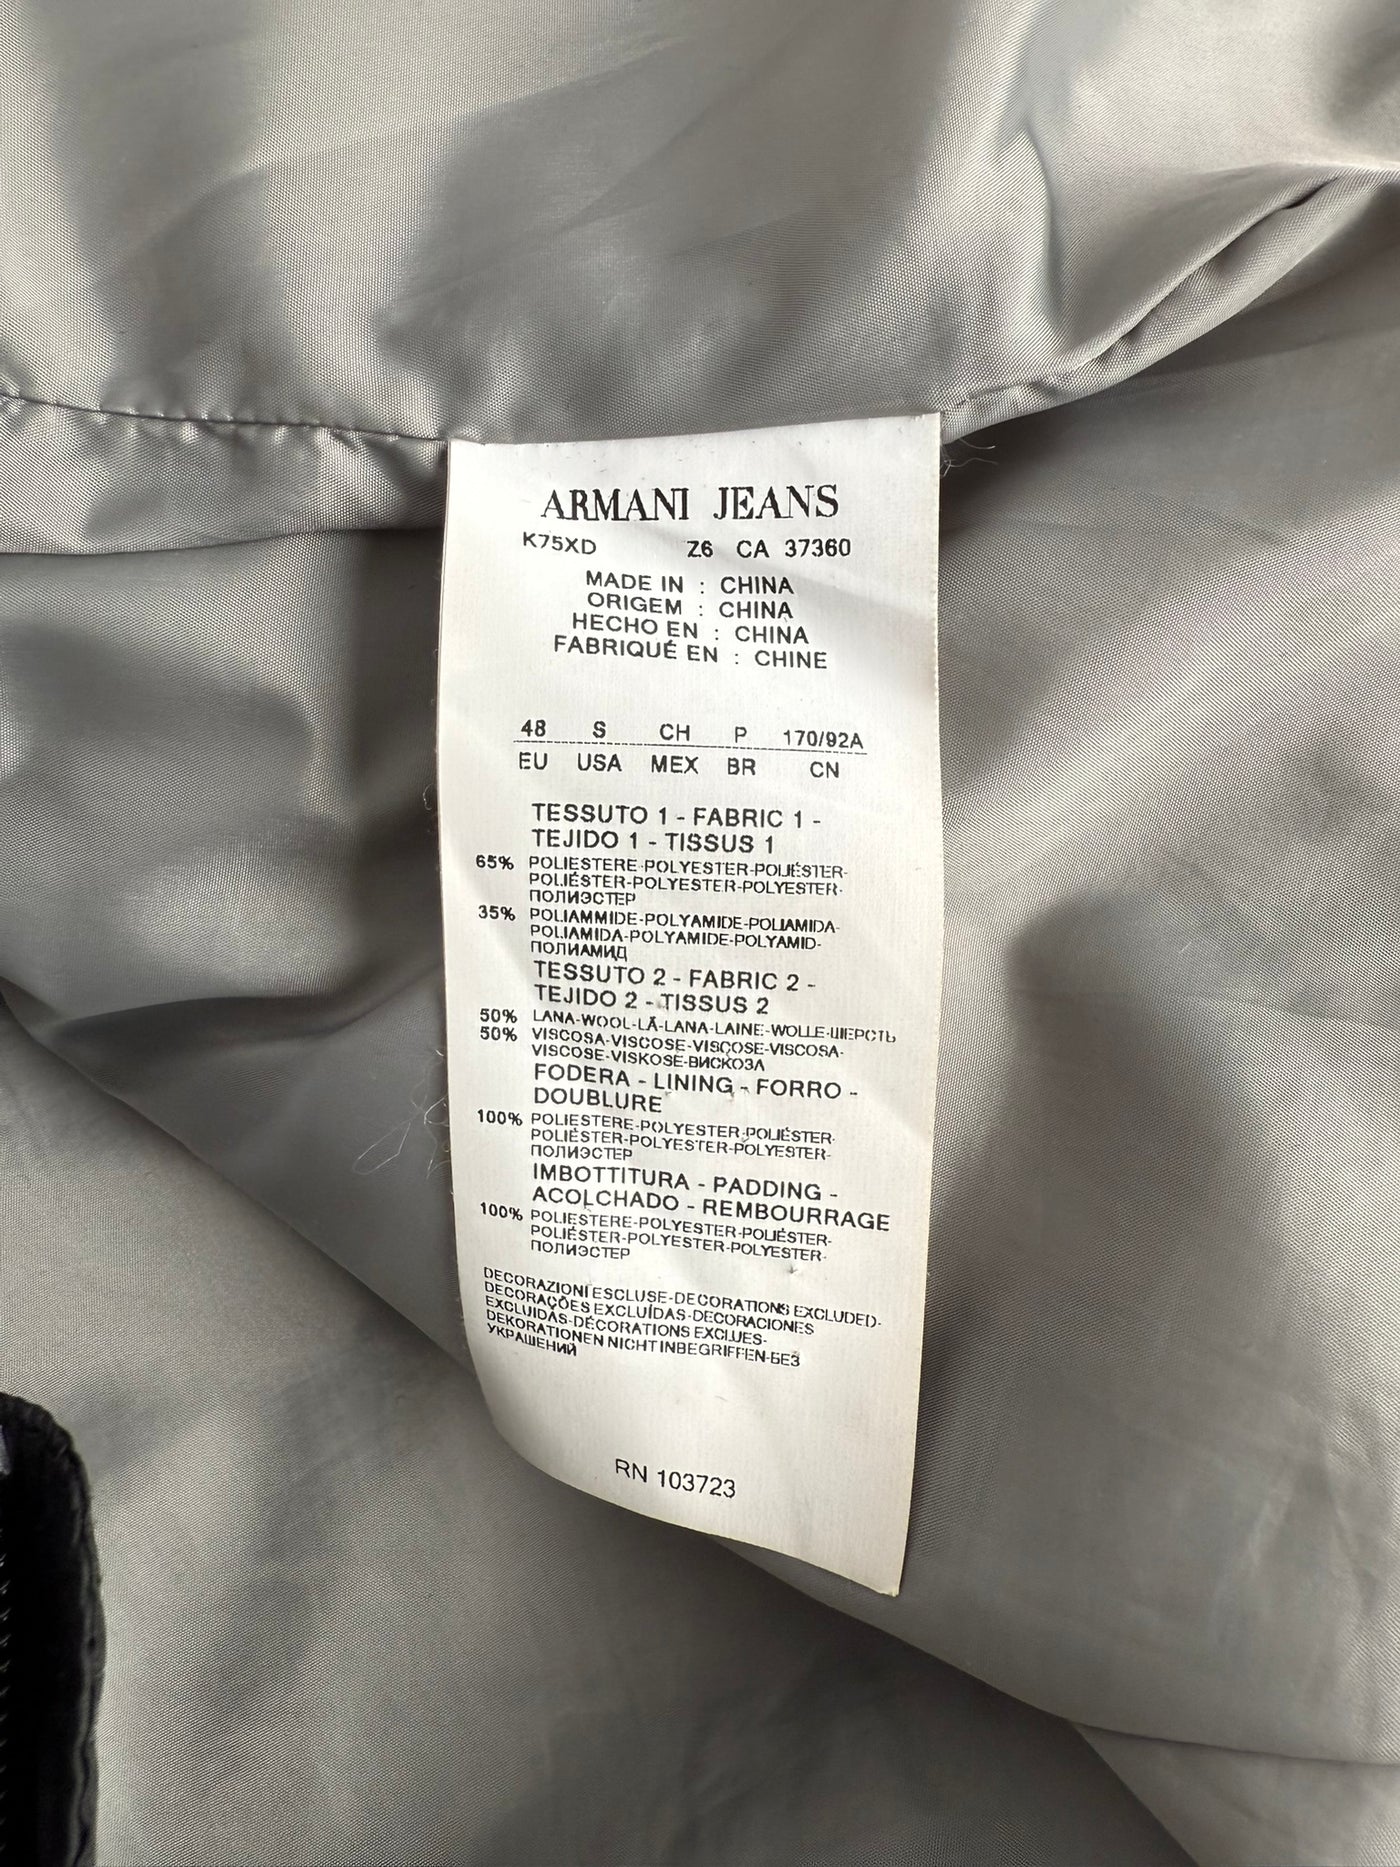 ARMANI JEANS
K75XD Z6 CA 37360
MADE IN : CHINA
ORIGEM : CHINA
HECHO EN : CHINA
FABRIQUÉ EN : CHINE
48 S CH P 170/92A
EU USA MEX BR CN
TESSUTO 1 - FABRIC 1 -
TEJIDO 1 - TISSUS 1
65% POLIESTERE-POLYESTER-POLIÉSTER-
POLIÉSTER-POLYESTER-POLYESTER-
ПОЛИЭСТЕР
35% POLIAMMIDE-POLYAMIDE-POLIAMIDA-
POLIAMIDA-POLYAMIDE-POLYAMID-
ПОЛИАМИД
TESSUTO 2 - FABRIC 2 -
TEJIDO 2 - TISSUS 2
50% LANA-WOOL-LÃ-LANA-LAINE-WOLLE-ШЕРСТЬ
50% VISCOSA-VISCOSE-VISCOSE-VISCOSA-
VISCOSE-VISKOSE-ВИСКОЗА
FODERA - LINING - FORRO -
DOUBLURE
100% POLIESTERE-POLYESTER-POLIÉSTER-
POLIÉSTER-POLYESTER-POLYESTER-
ПОЛИЭСТЕР
IMBOTTITURA - PADDING -
ACOLCHADO - REMBOURRAGE
100% POLIESTERE-POLYESTER-POLIÉSTER-
POLIÉSTER-POLYESTER-POLYESTER-
ПОЛИЭСТЕР
DECORAZIONI ESCLUSE-DECORATIONS EXCLUDED-
DECORAÇÕES EXCLUÍDAS-DECORACIONES
EXCLUIDAS-DÉCORATIONS EXCLUES-
DEKORATIONEN NICHT INBEGRIFFEN-БЕЗ
УКРАШЕНИЙ
RN 103723